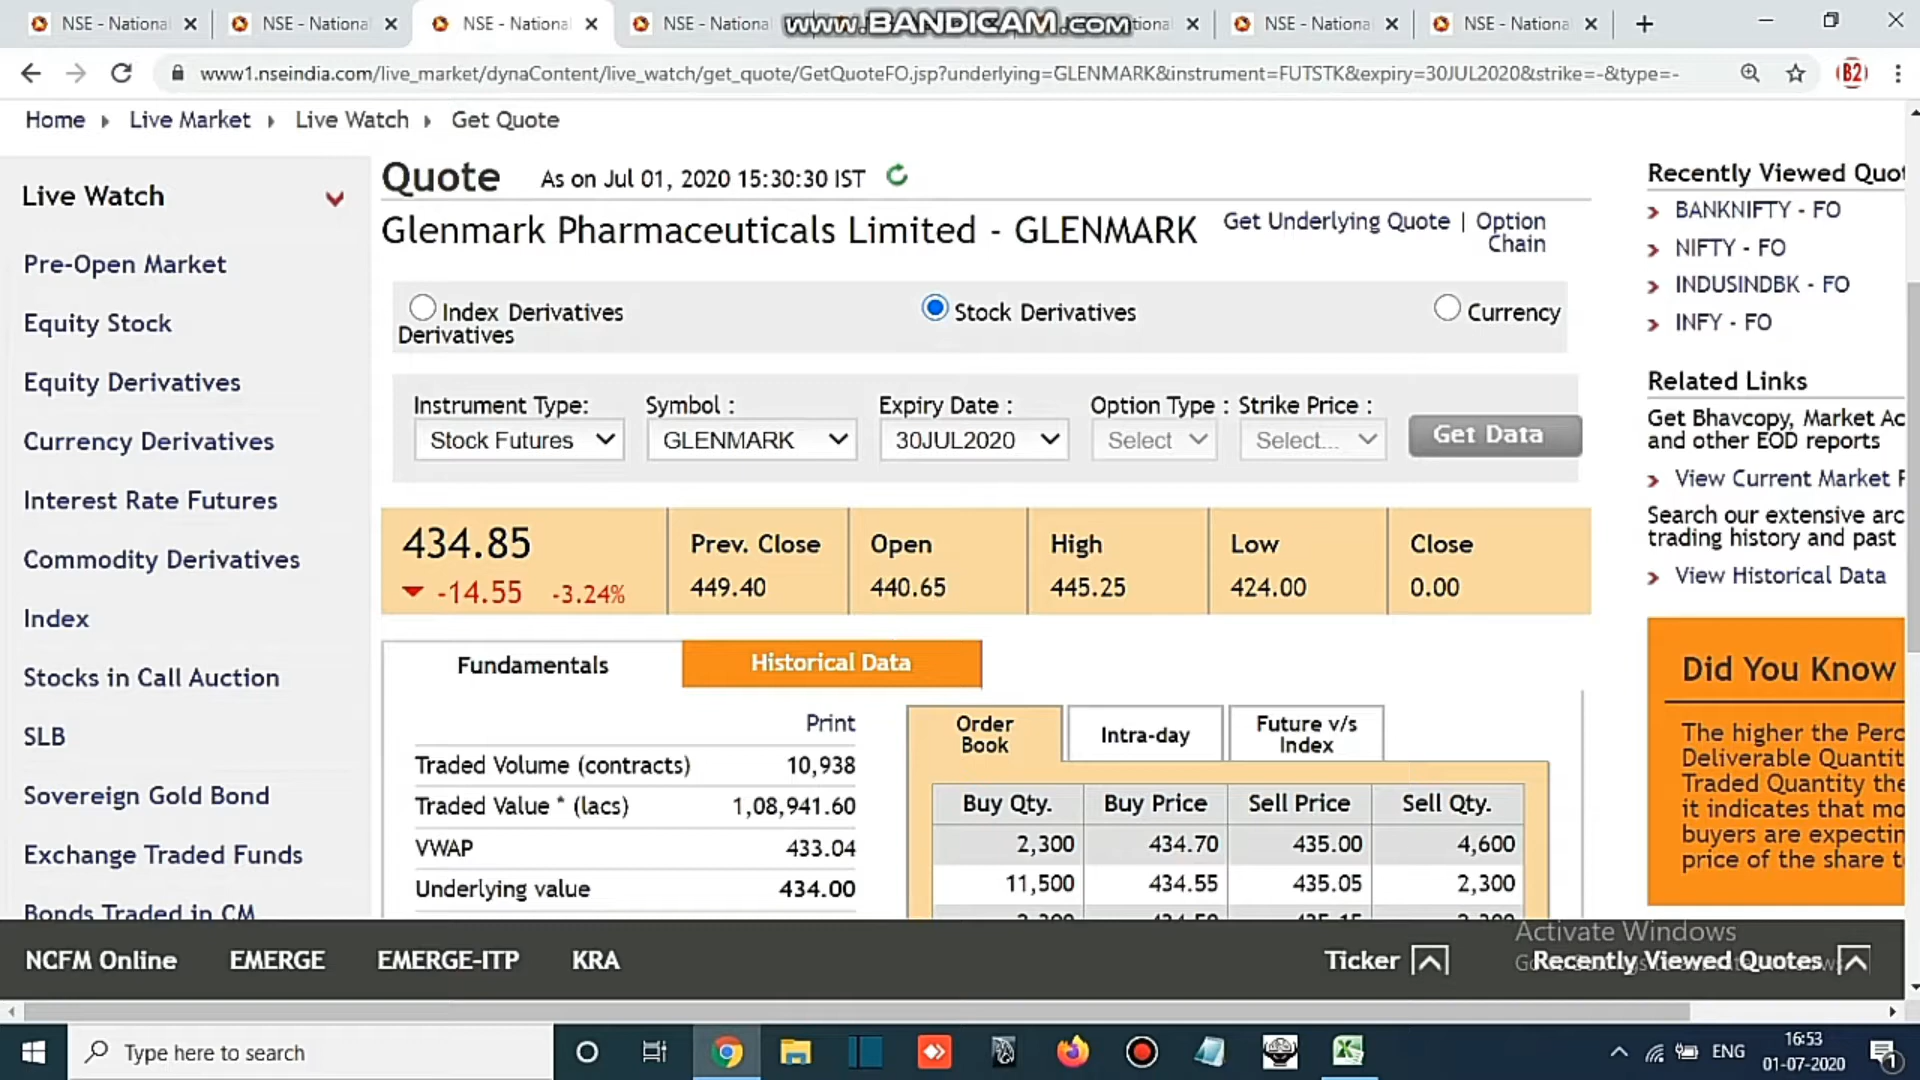 NSE - National
NSE - National
NSE - National
NSE - National
www.BANDICAM.com
NSE - National
NSE - National
www1.nseindia.com/live_market/dynaContent/live_watch/get_quote/GetQuoteFO.jsp?underlying=GLENMARK&instrument=FUTSTK&expiry=30JUL2020&strike=-&type=-
B2
Home Live Market Live Watch Get Quote
Live Watch
Pre-Open Market
Equity Stock
Equity Derivatives
Currency Derivatives
Interest Rate Futures
Commodity Derivatives
Index
Stocks in Call Auction
SLB
Sovereign Gold Bond
Exchange Traded Funds
Bonds Traded in CM
Quote As on Jul 01, 2020 15:30:30 IST
Glenmark Pharmaceuticals Limited - GLENMARK
Get Underlying Quote | Option
Chain
Index Derivatives Stock Derivatives Currency
Derivatives
Instrument Type: Symbol : Expiry Date : Option Type : Strike Price :
Stock Futures GLENMARK 30JUL2020 Select Select... Get Data
434.85 Prev. Close Open High Low Close
-14.55 -3.24% 449.40 440.65 445.25 424.00 0.00
Fundamentals Historical Data
Print
Traded Volume (contracts) 10,938
Traded Value * (lacs) 1,08,941.60
VWAP 433.04
Underlying value 434.00
Order
Book
Intra-day
Future v/s
Index
Buy Qty. Buy Price Sell Price Sell Qty.
2,300 434.70 435.00 4,600
11,500 434.55 435.05 2,300
Recently Viewed Quot
BANKNIFTY - FO
NIFTY - FO
INDUSINDBK - FO
INFY - FO
Related Links
Get Bhavcopy, Market Ac
and other EOD reports
View Current Market
Search our extensive arc
trading history and past
View Historical Data
Did You Know
The higher the Perc
Deliverable Quantit
Traded Quantity the
it indicates that mo
buyers are expectin
price of the share t
NCFM Online EMERGE EMERGE-ITP KRA Ticker Recently Viewed Quotes
Activate Windows
Type here to search
ENG
16:53
01-07-2020
1